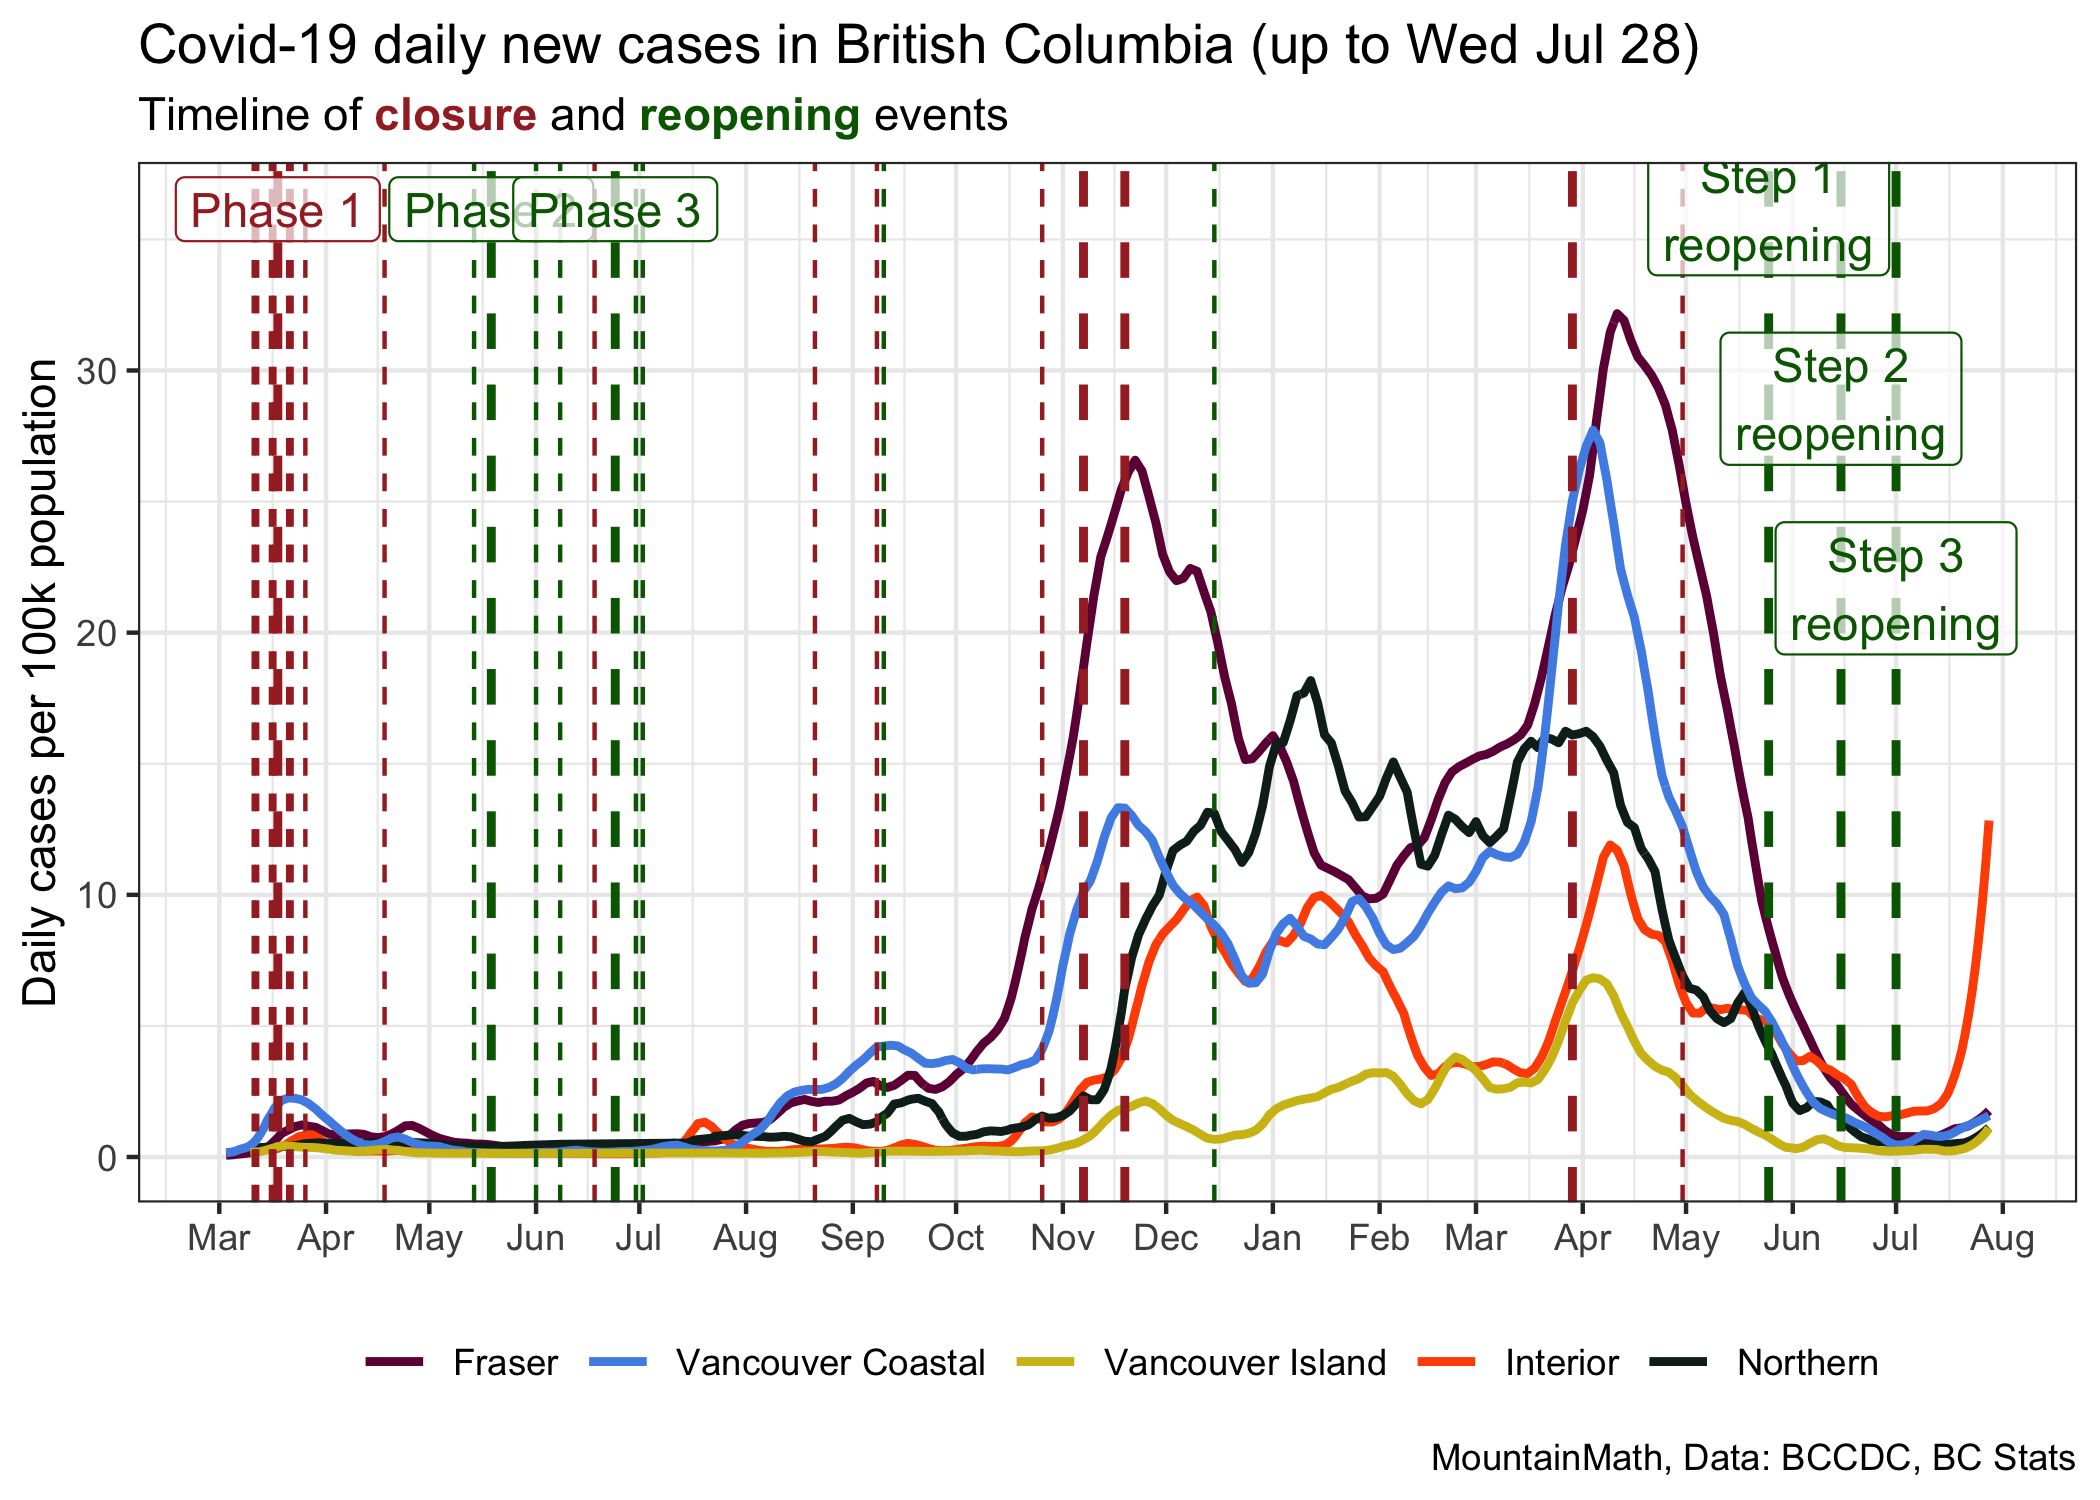 Covid-19 daily new cases in British Columbia (up to Wed Jul 28)
Timeline of closure and reopening events
Daily cases per 100k population
30
20
10
0
Phase 1
Phase 2
Phase 3
Step 1
reopening
Step 2
reopening
Step 3
reopening
Mar Apr May Jun Jul Aug Sep Oct Nov Dec Jan Feb Mar Apr May Jun Jul Aug
Fraser Vancouver Coastal Vancouver Island Interior Northern
MountainMath, Data: BCCDC, BC Stats